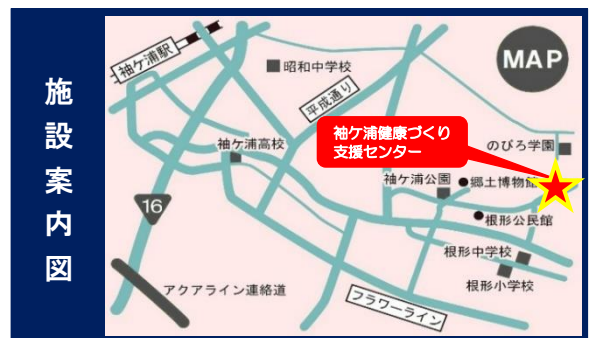 施設案内図
MAP
袖ケ浦駅
昭和中学校
平成通り
袖ケ浦健康づくり
支援センター
のびろ学園
袖ケ浦高校
袖ケ浦公園
郷土博物館
16
根形公民館
根形中学校
根形小学校
アクアライン連絡道
フラワーライン